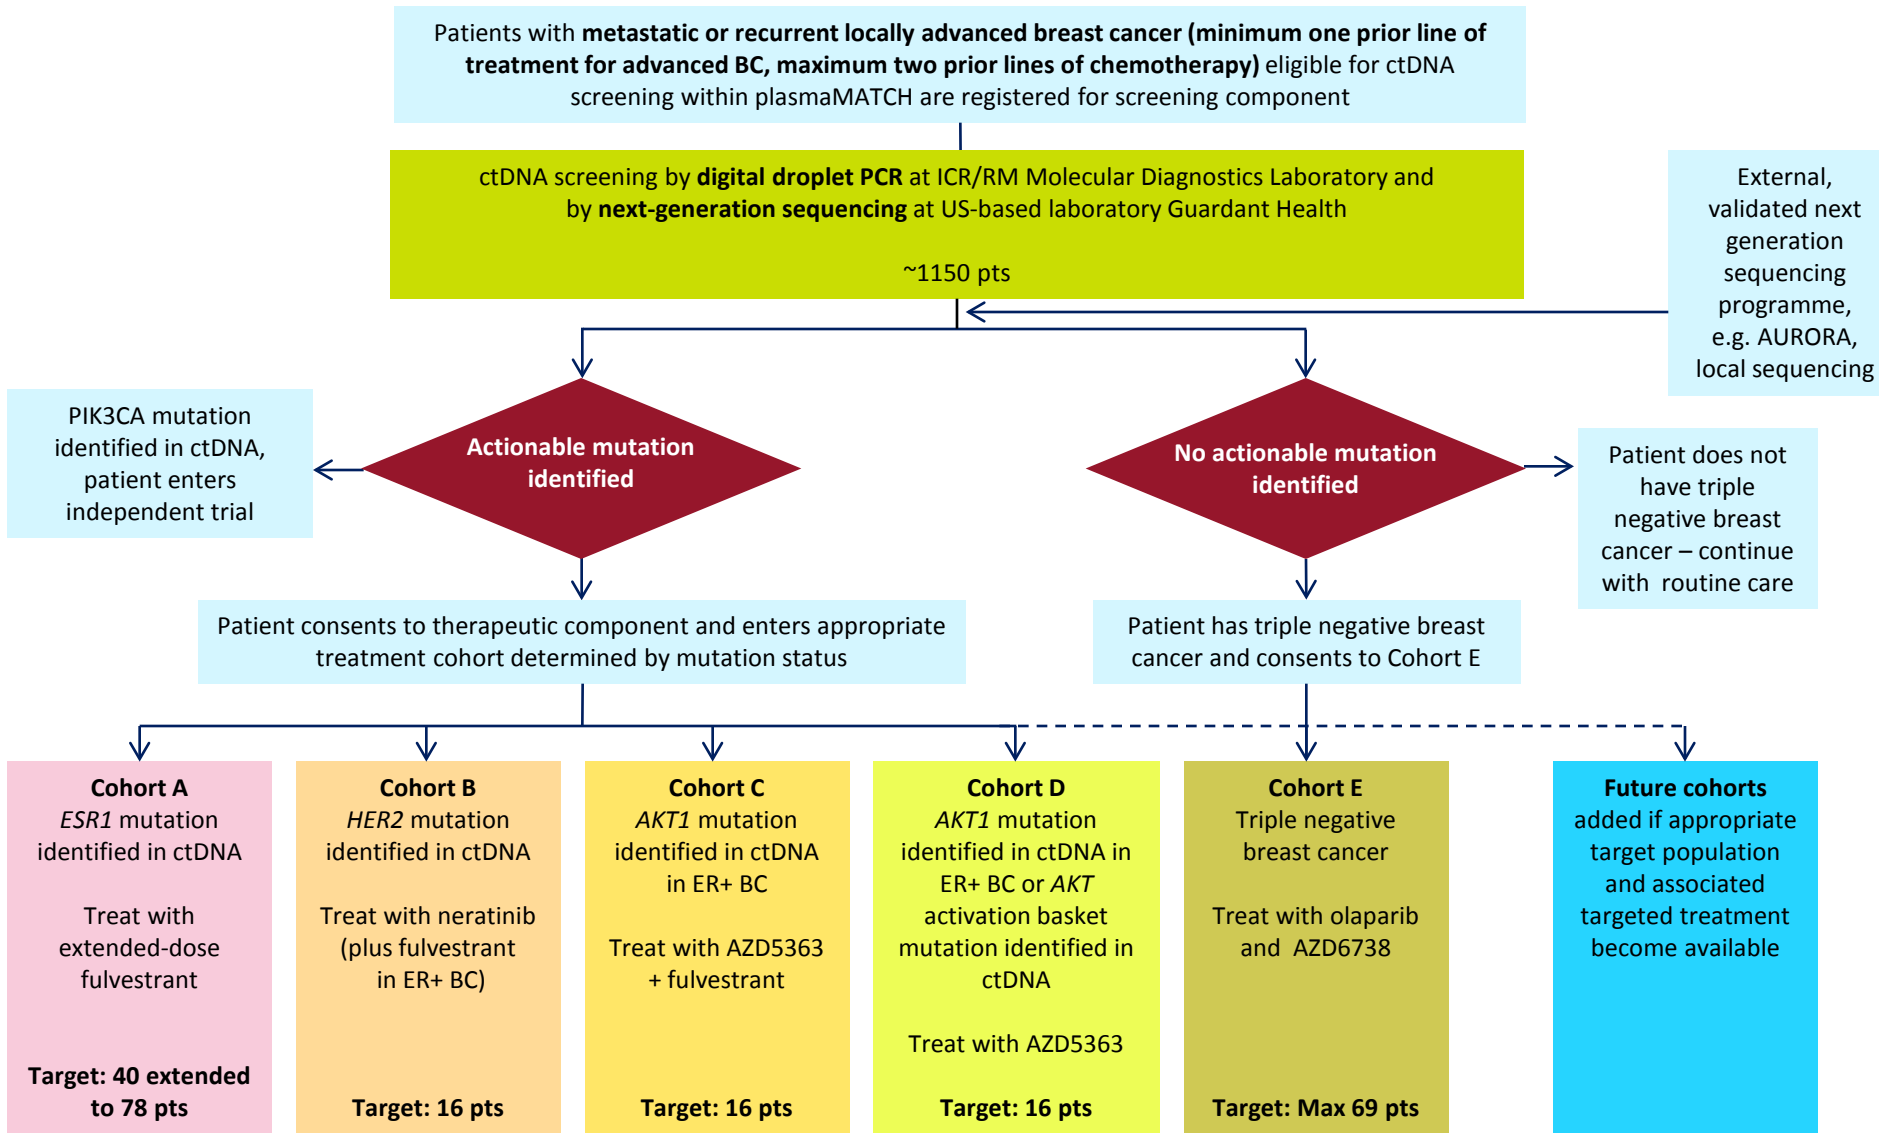 Patients with metastatic or recurrent locally advanced breast cancer (minimum one prior line of
treatment for advanced BC, maximum two prior lines of chemotherapy) eligible for ctDNA
screening within plasmaMATCH are registered for screening component
ctDNA screening by digital droplet PCR at ICR/RM Molecular Diagnostics Laboratory and
by next-generation sequencing at US-based laboratory Guardant Health
~1150 pts
External,
validated next
generation
sequencing
programme,
e.g. AURORA,
local sequencing
PIK3CA mutation
identified in ctDNA,
patient enters
independent trial
Actionable mutation
identified
No actionable mutation
identified
Patient does not
have triple
negative breast
cancer – continue
with routine care
Patient consents to therapeutic component and enters appropriate
treatment cohort determined by mutation status
Patient has triple negative breast
cancer and consents to Cohort E
Cohort A
ESR1 mutation
identified in ctDNA
Treat with
extended-dose
fulvestrant
Target: 40 extended
to 78 pts
Cohort B
HER2 mutation
identified in ctDNA
Treat with neratinib
(plus fulvestrant
in ER+ BC)
Target: 16 pts
Cohort C
AKT1 mutation
identified in ctDNA
in ER+ BC
Treat with AZD5363
+ fulvestrant
Target: 16 pts
Cohort D
AKT1 mutation
identified in ctDNA in
ER+ BC or AKT
activation basket
mutation identified in
ctDNA
Treat with AZD5363
Target: 16 pts
Cohort E
Triple negative
breast cancer
Treat with olaparib
and AZD6738
Target: Max 69 pts
Future cohorts
added if appropriate
target population
and associated
targeted treatment
become available